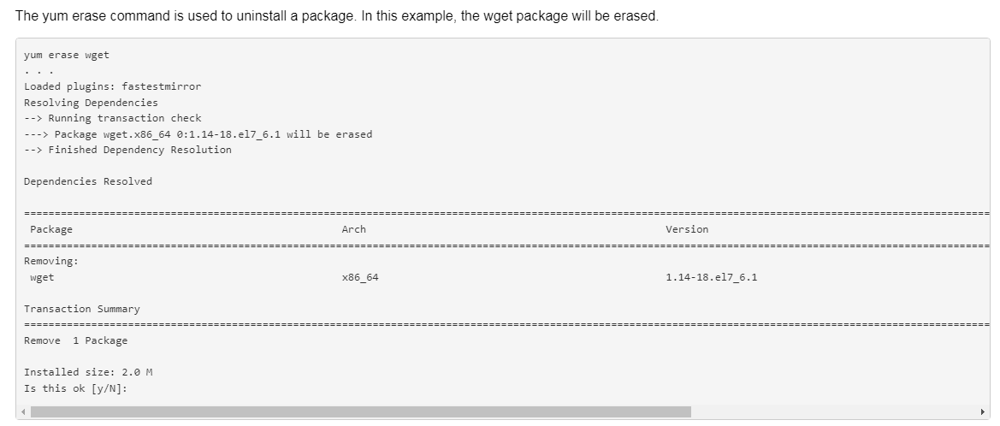 The yum erase command is used to uninstall a package. In this example, the wget package will be erased.
yum erase wget
. . .
Loaded plugins: fastestmirror
Resolving Dependencies
--> Running transaction check
---> Package wget.x86_64 0:1.14-18.el7_6.1 will be erased
--> Finished Dependency Resolution
Dependencies Resolved
================================================================================================================================================================
Package Arch Version
================================================================================================================================================================
Removing:
wget x86_64 1.14-18.el7_6.1
Transaction Summary
================================================================================================================================================================
Remove  1 Package
Installed size: 2.0 M
Is this ok [y/N]: